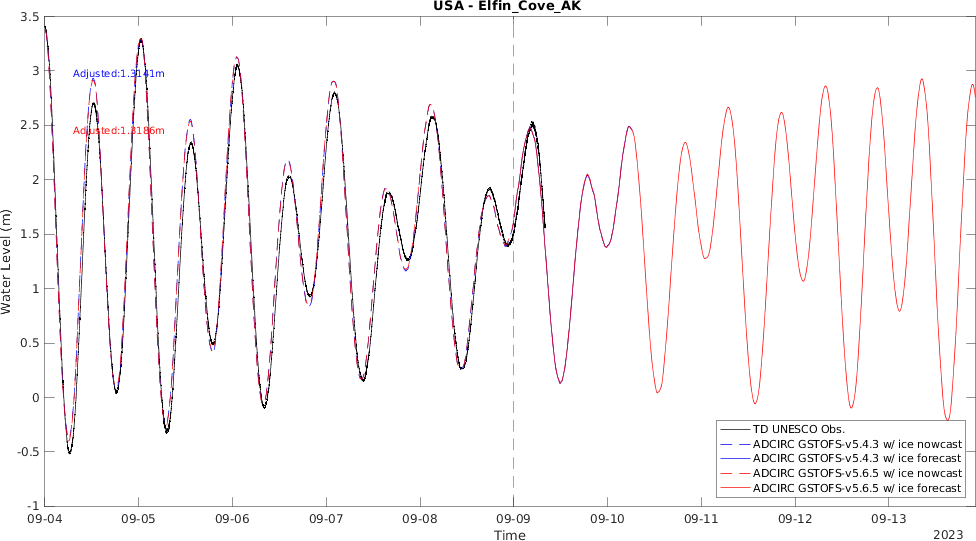 USA - Elfin_Cove_AK
3.5
3
2.5
2
1.5
1
0.5
0
-0.5
-1
Water Level (m)
Adjusted:1.3141m
Adjusted:1.3186m
TD UNESCO Obs.
ADCIRC GSTOFS-v5.4.3 w/ ice nowcast
ADCIRC GSTOFS-v5.4.3 w/ ice forecast
ADCIRC GSTOFS-v5.6.5 w/ ice nowcast
ADCIRC GSTOFS-v5.6.5 w/ ice forecast
09-04 09-05 09-06 09-07 09-08 09-09 09-10 09-11 09-12 09-13
Time
2023